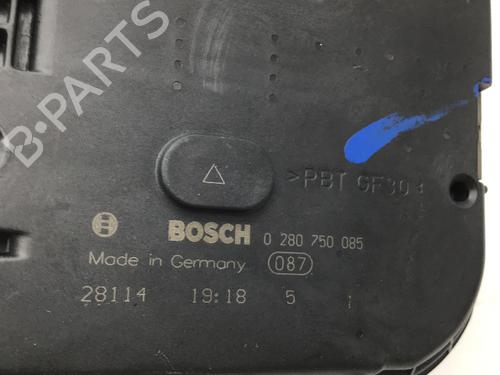 B-PARTS
>PBT GF30
BOSCH 0 280 750 085
Made in Germany 087
28114 19:18 5 1